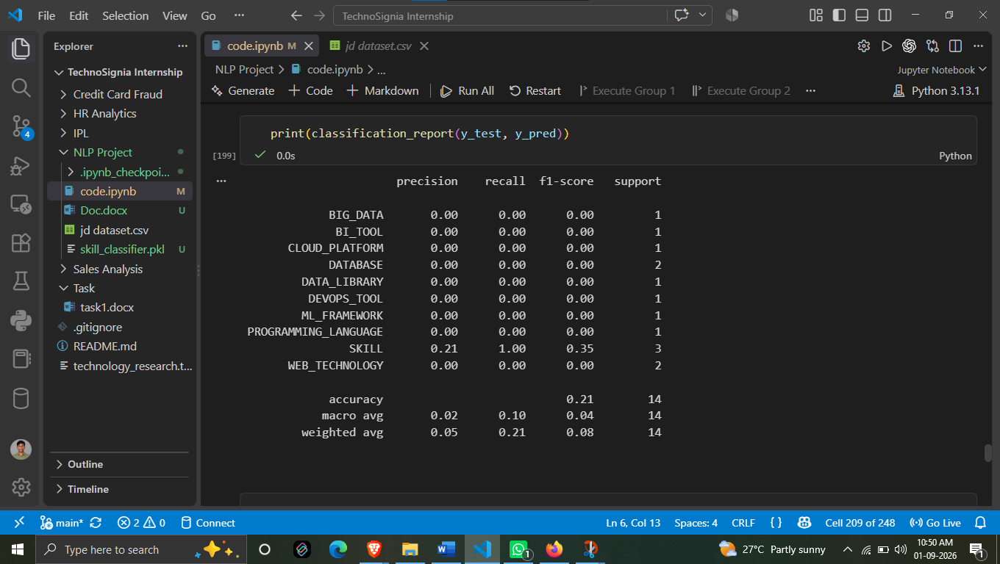 File Edit Selection View Go ··· TechnoSignia Internship
Explorer ···
TechnoSignia Internship
Credit Card Fraud
HR Analytics
IPL
NLP Project
.ipynb_checkpoi...
code.ipynb M
Doc.docx U
jd dataset.csv
skill_classifier.pkl U
Sales Analysis
Task
task1.docx
.gitignore
README.md
technology_research.t...
Outline
Timeline
4
code.ipynb M jd dataset.csv
NLP Project > code.ipynb > ...
Jupyter Notebook
Generate + Code + Markdown Run All Restart Execute Group 1 Execute Group 2 ··· Python 3.13.1
print(classification_report(y_test, y_pred))
[199] 0.0s Python
···
precision recall f1-score support
BIG_DATA 0.00 0.00 0.00 1
BI_TOOL 0.00 0.00 0.00 1
CLOUD_PLATFORM 0.00 0.00 0.00 1
DATABASE 0.00 0.00 0.00 2
DATA_LIBRARY 0.00 0.00 0.00 1
DEVOPS_TOOL 0.00 0.00 0.00 1
ML_FRAMEWORK 0.00 0.00 0.00 1
PROGRAMMING_LANGUAGE 0.00 0.00 0.00 1
SKILL 0.21 1.00 0.35 3
WEB_TECHNOLOGY 0.00 0.00 0.00 2
accuracy 0.21 14
macro avg 0.02 0.10 0.04 14
weighted avg 0.05 0.21 0.08 14
main* 2 0 Connect Ln 6, Col 13 Spaces: 4 CRLF { } Cell 209 of 248 Go Live
Type here to search 1 27°C Partly sunny 10:50 AM
01-09-2026 1